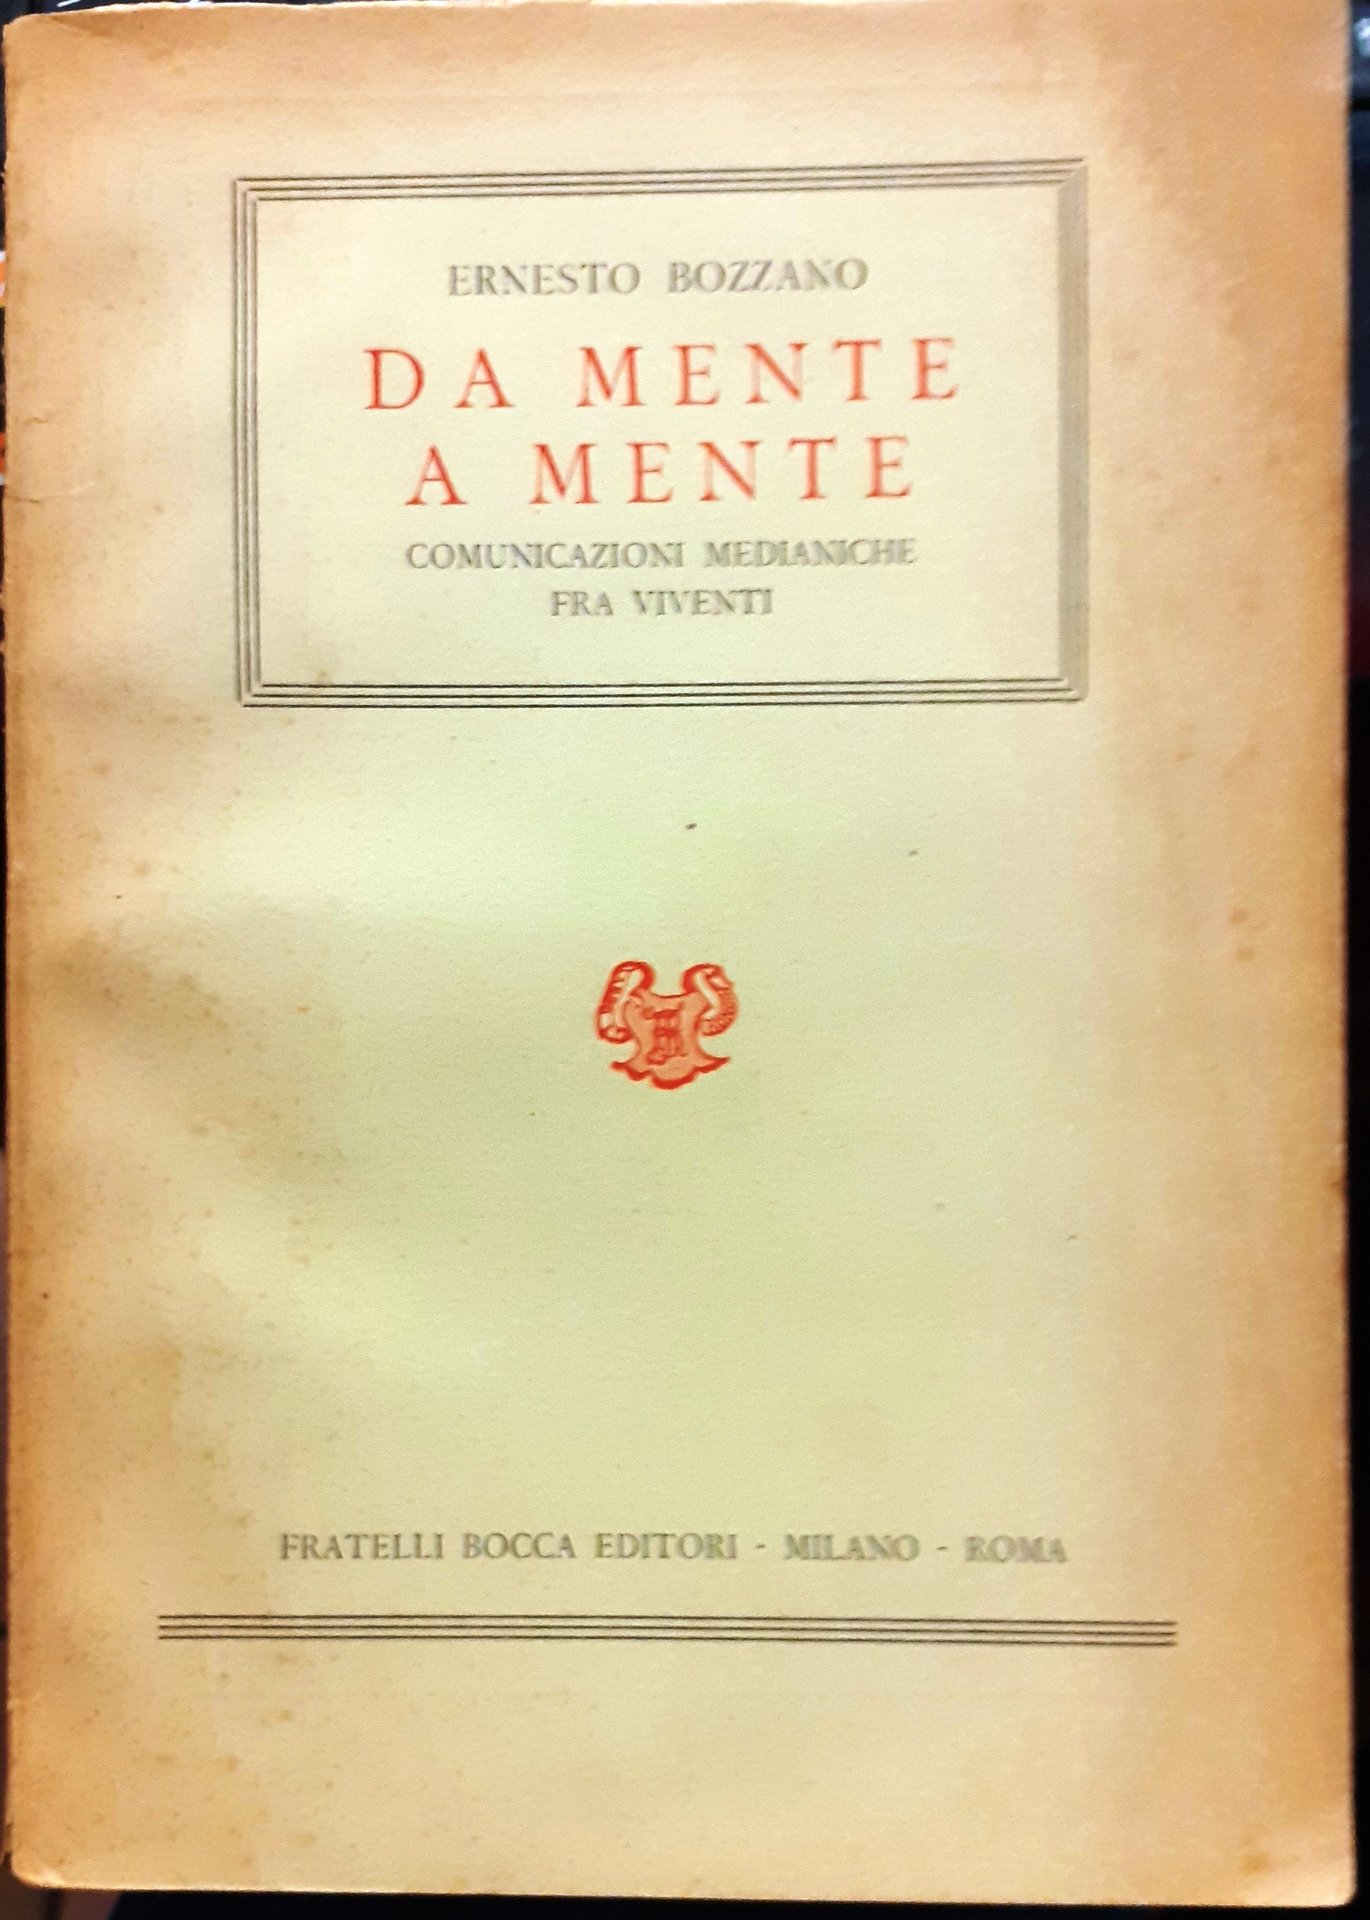 ERNESTO BOZZANO
DA MENTE
A MENTE
COMUNICAZIONI MEDIANICHE
FRA VIVENTI
FRATELLI BOCCA EDITORI - MILANO - ROMA